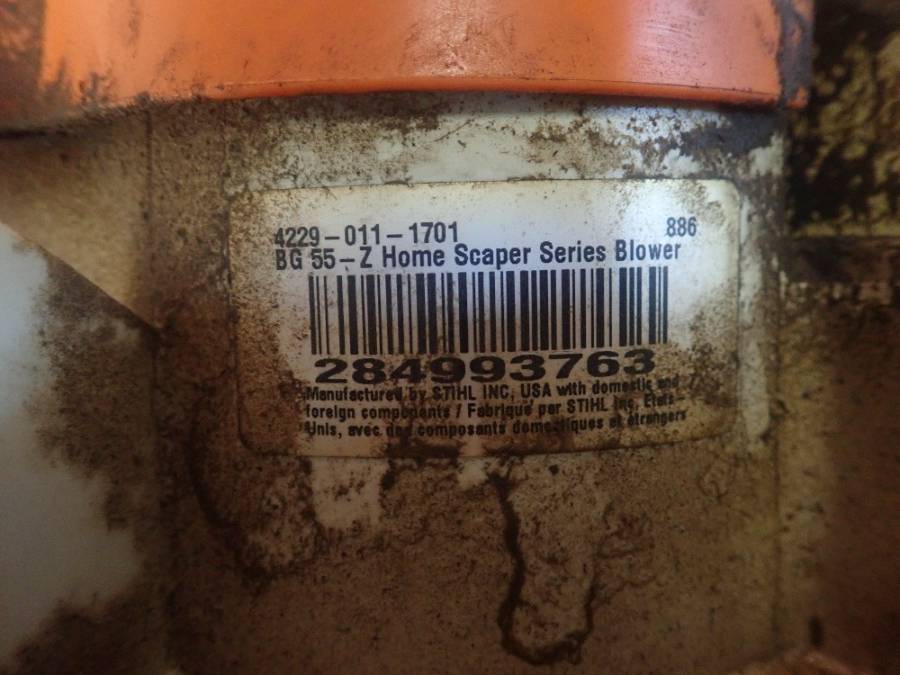 4229-011-1701 886
BG 55-Z Home Scaper Series Blower
284993763
Manufactured by STIHL INC, USA with domestic and
foreign components / Fabriqué par STIHL Inc, Etats-
Unis, avec des composants domestiques et étrangers